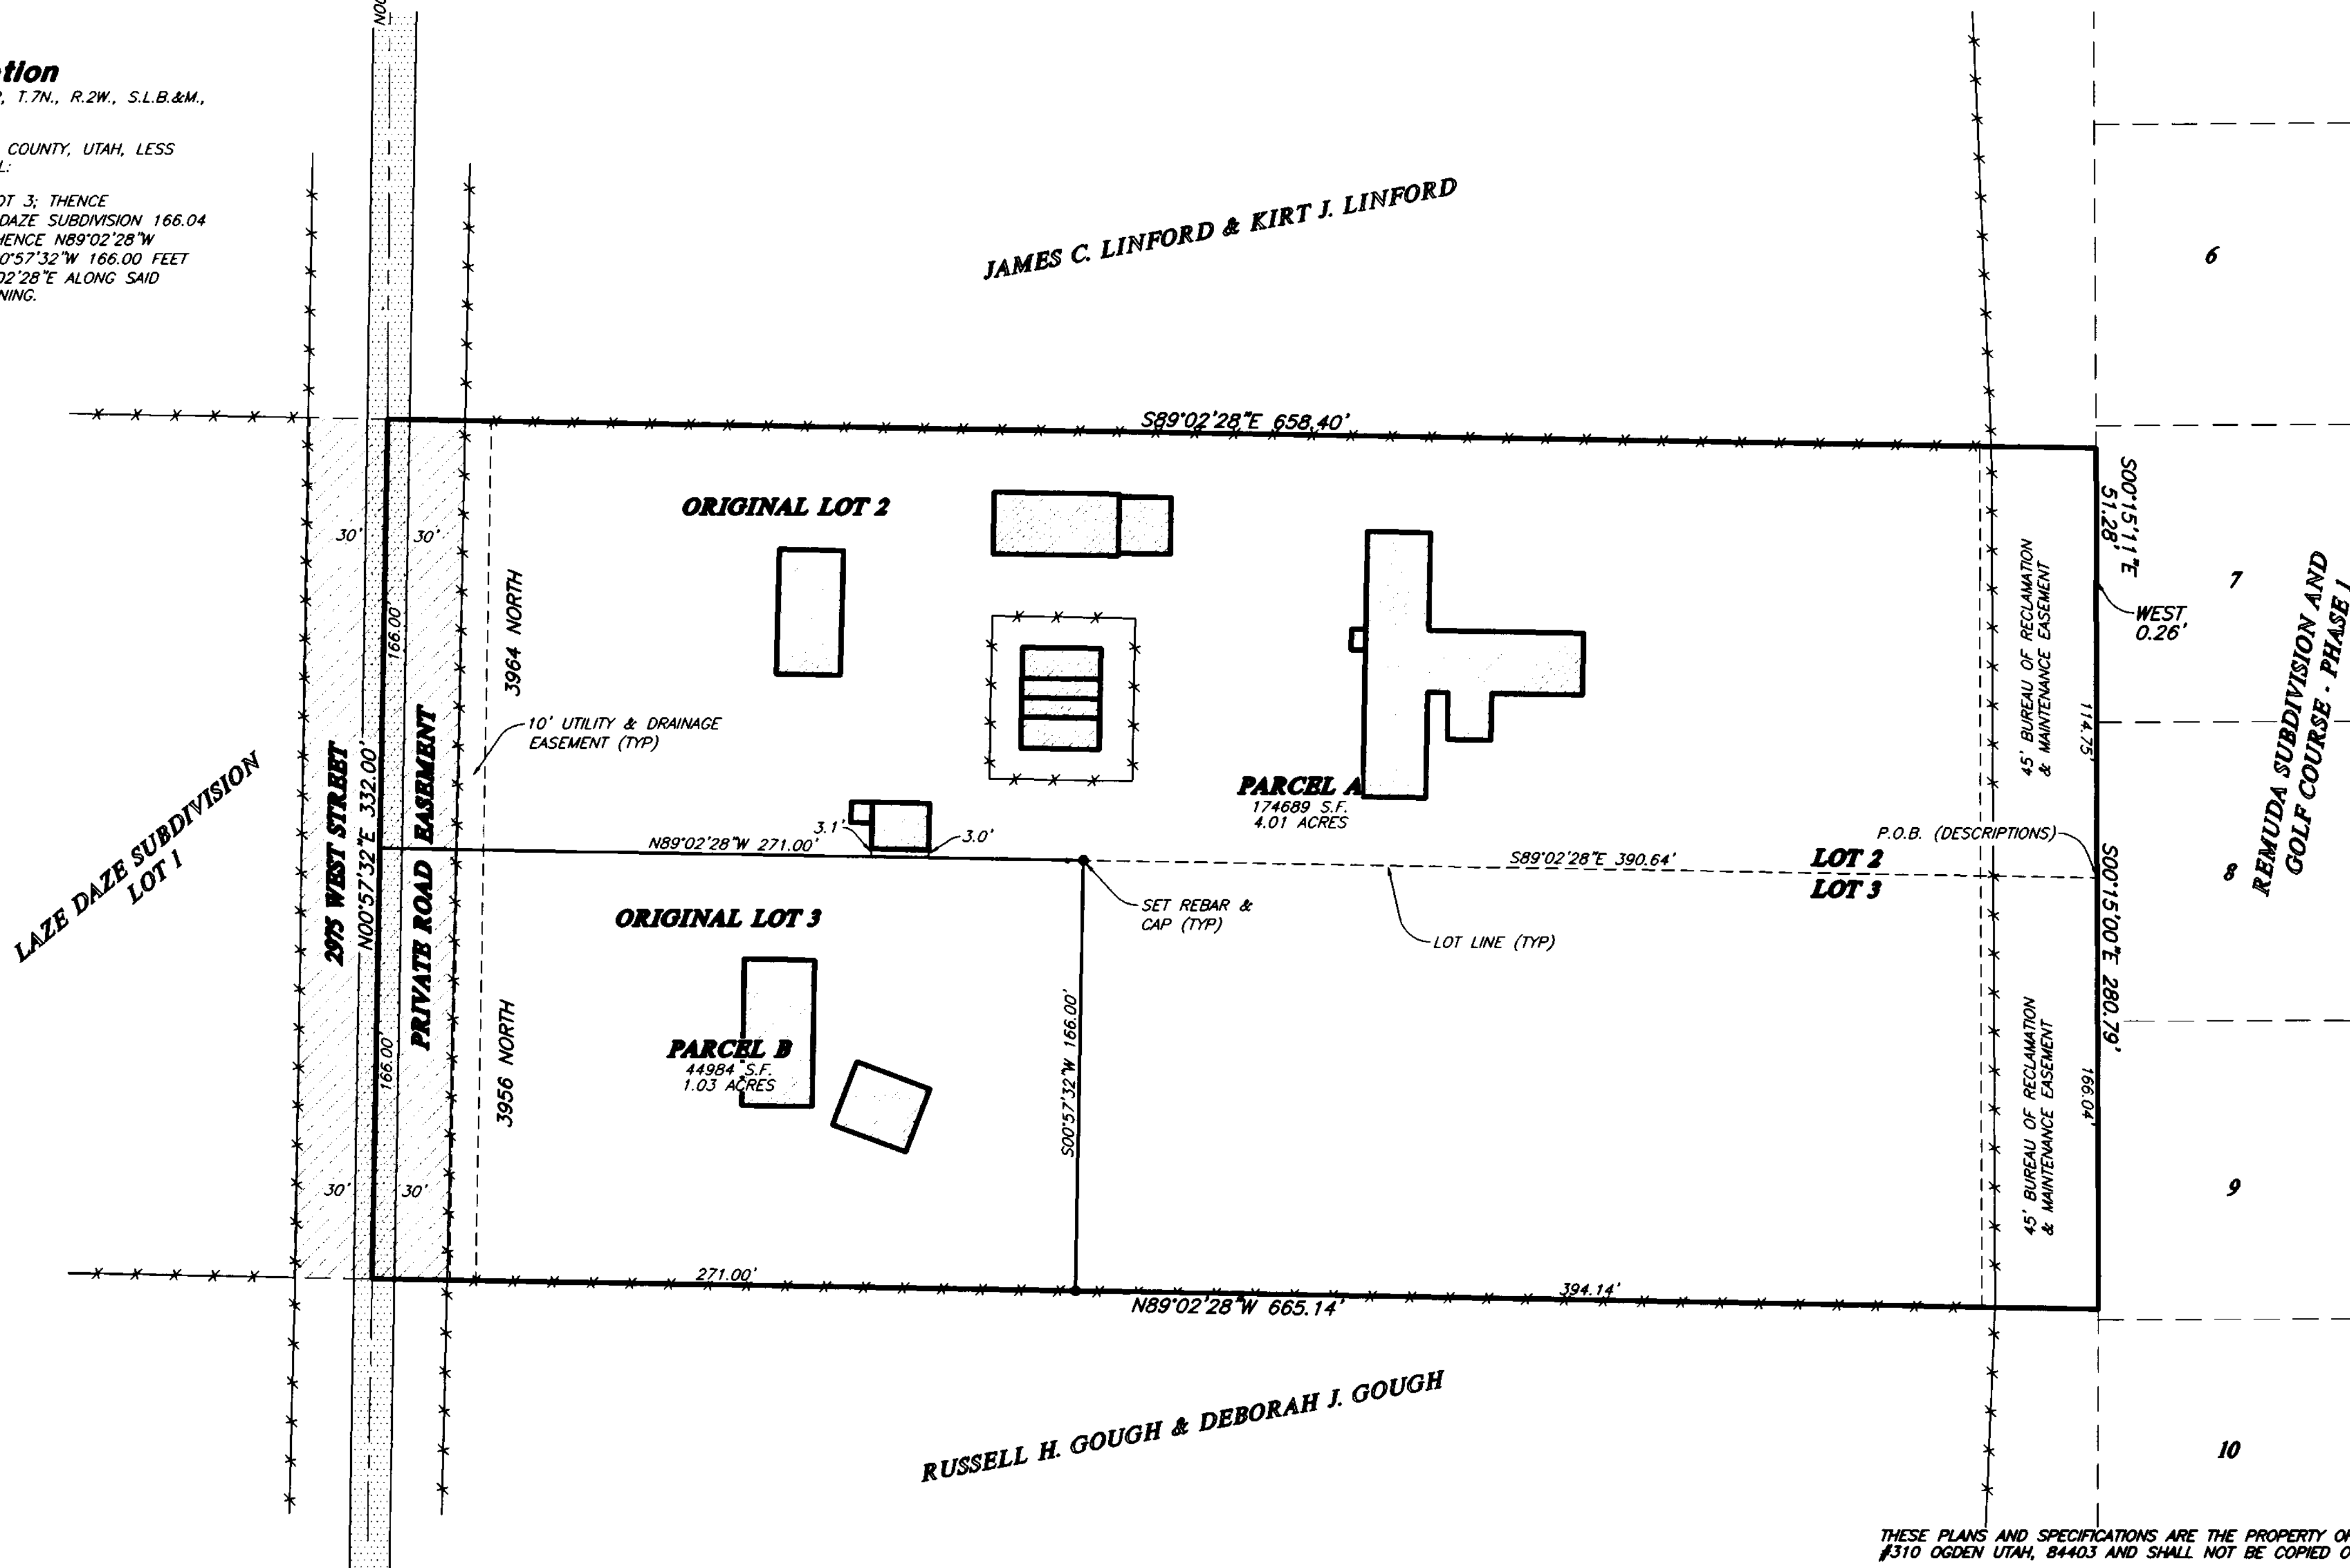 tion
, T.7N., R.2W., S.L.B.&M.,
COUNTY, UTAH, LESS
L:
OT 3; THENCE
DAZE SUBDIVISION 166.04
HENCE N89°02'28"W
0°57'32"W 166.00 FEET
02'28"E ALONG SAID
NING.
JAMES C. LINFORD & KIRT J. LINFORD
6
S89°02'28"E 658.40'
ORIGINAL LOT 2
30'
30'
S00°15'11"E
51.28'
7
WEST
0.26'
REMUDA SUBDIVISION AND
GOLF COURSE - PHASE 1
45' BUREAU OF RECLAMATION
& MAINTENANCE EASEMENT
114.75'
166.00'
3964 NORTH
10' UTILITY & DRAINAGE
EASEMENT (TYP)
LAZE DAZE SUBDIVISION
LOT 1
2975 WEST STREET
N00°57'32"E 332.00'
PRIVATE ROAD EASEMENT
PARCEL A
174689 S.F.
4.01 ACRES
3.1'
3.0'
N89°02'28"W 271.00'
P.O.B. (DESCRIPTIONS)
S89°02'28"E 390.64'
LOT 2
LOT 3
8
SET REBAR &
CAP (TYP)
LOT LINE (TYP)
ORIGINAL LOT 3
S00°15'00"E 280.79'
166.00'
3956 NORTH
PARCEL B
44984 S.F.
1.03 ACRES
S00°57'32"W 166.00'
45' BUREAU OF RECLAMATION
& MAINTENANCE EASEMENT
166.04'
30'
30'
9
271.00'
394.14'
N89°02'28"W 665.14'
RUSSELL H. GOUGH & DEBORAH J. GOUGH
10
THESE PLANS AND SPECIFICATIONS ARE THE PROPERTY OF
#310 OGDEN UTAH, 84403 AND SHALL NOT BE COPIED O